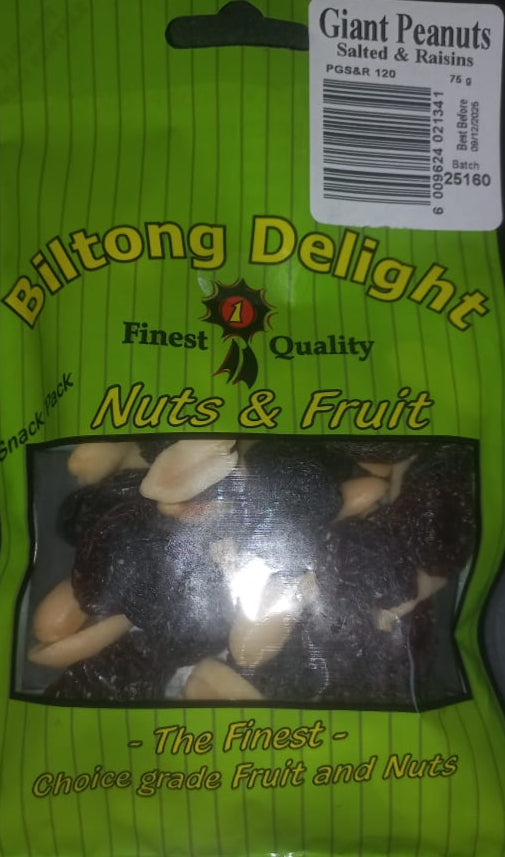 Giant Peanuts
Salted & Raisins
PGS&R 120
75 g
6 009624 021341
Best Before
09/12/2025
Batch
25160
Biltong Delight
1
Finest Quality
Snack Pack
Nuts & Fruit
- The Finest -
Choice grade Fruit and Nuts